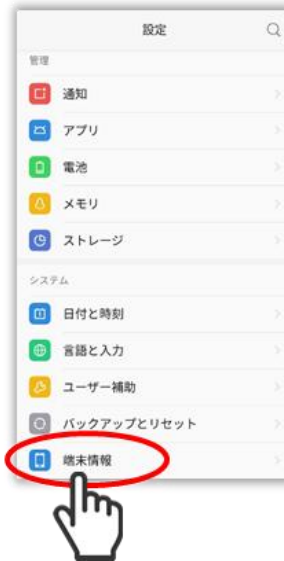 設定
管理
通知
アプリ
電池
メモリ
ストレージ
システム
日付と時刻
言語と入力
ユーザー補助
バックアップとリセット
端末情報